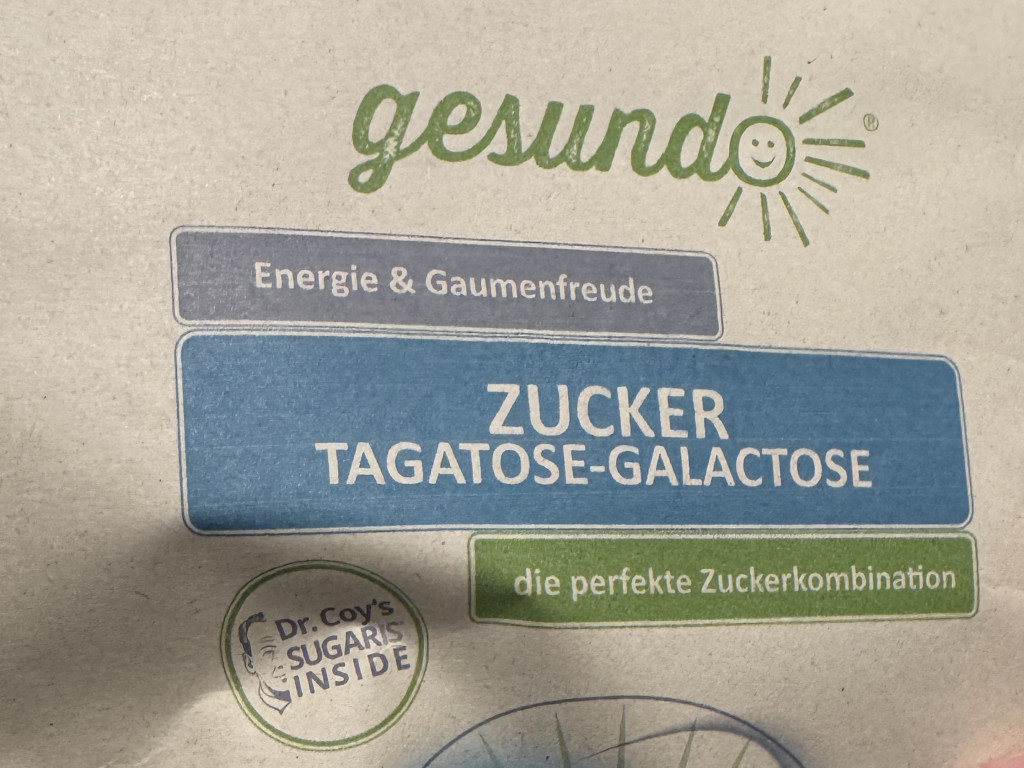 gesundo®
Energie & Gaumenfreude
ZUCKER
TAGATOSE-GALACTOSE
die perfekte Zuckerkombination
Dr. Coy's
SUGARIS
INSIDE